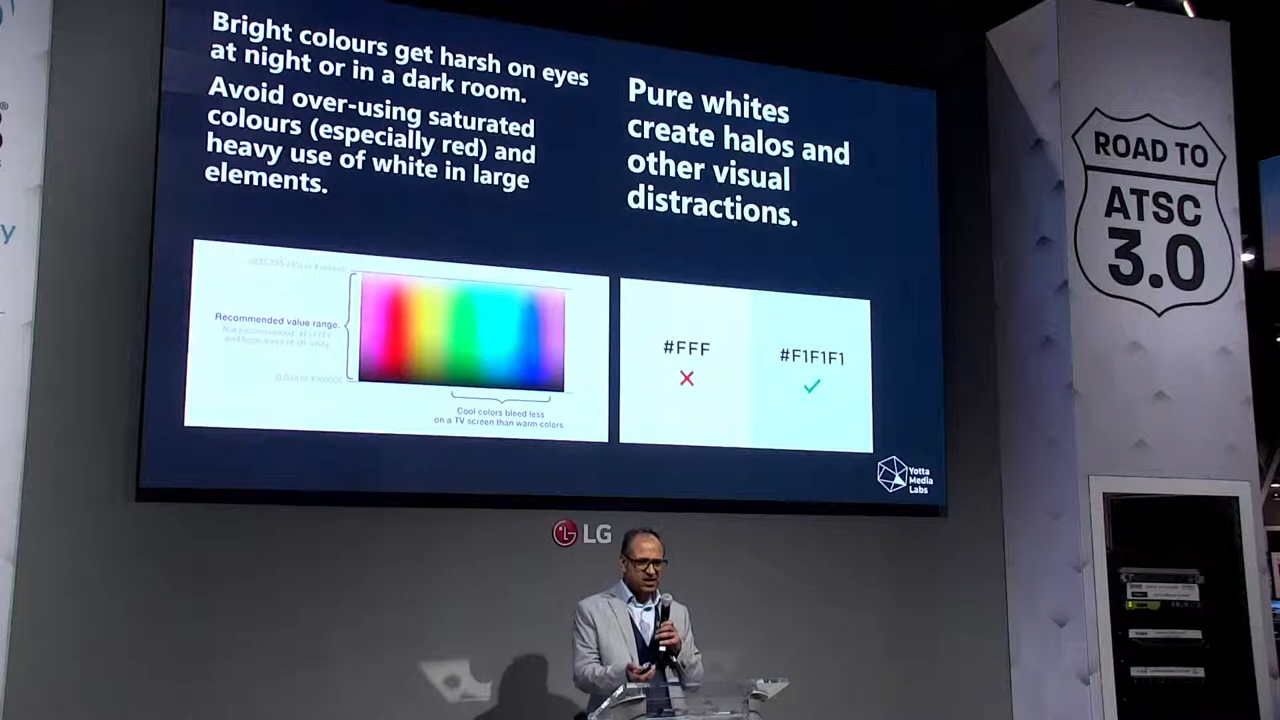 Bright colours get harsh on eyes
at night or in a dark room.
Avoid over-using saturated
colours (especially red) and
heavy use of white in large
elements.
Pure whites
create halos and
other visual
distractions.
Recommended value range.
Cool colors bleed less
on a TV screen than warm colors.
#FFF
#F1F1F1
Yotta
Media
Labs
LG
ROAD TO
ATSC
3.0
y